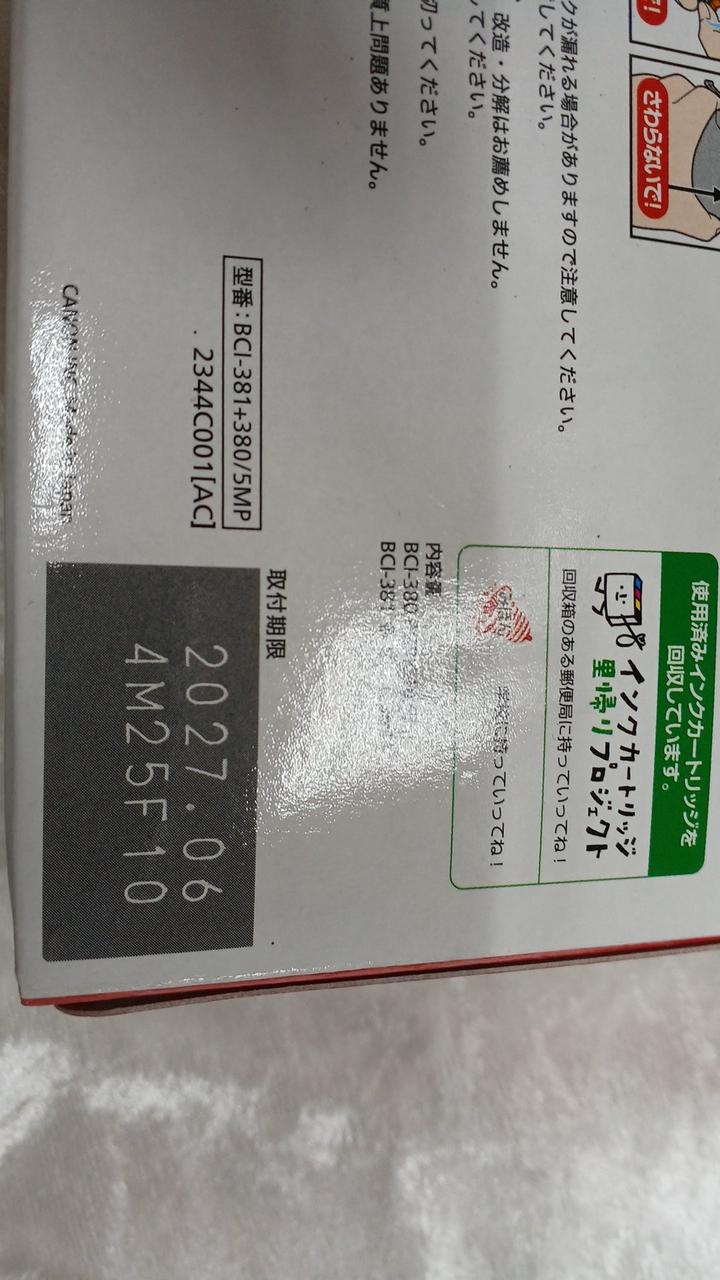 で!
さわらないで!
クが漏れる場合がありますので注意してください。
してください。
改造・分解はお薦めしません。
てください。
切ってください。
質上問題ありません。
型番：BCI-381+380/5MP
2344C001[AC]
CANON INC. Made in Japan
使用済みインクカートリッジを
回収しています。
インクカートリッジ
里帰りプロジェクト
回収箱のある郵便局に持っていってね！
学校に持っていってね！
内容量
BCI-380
BCI-381
取付期限
2027.06
4M25F10